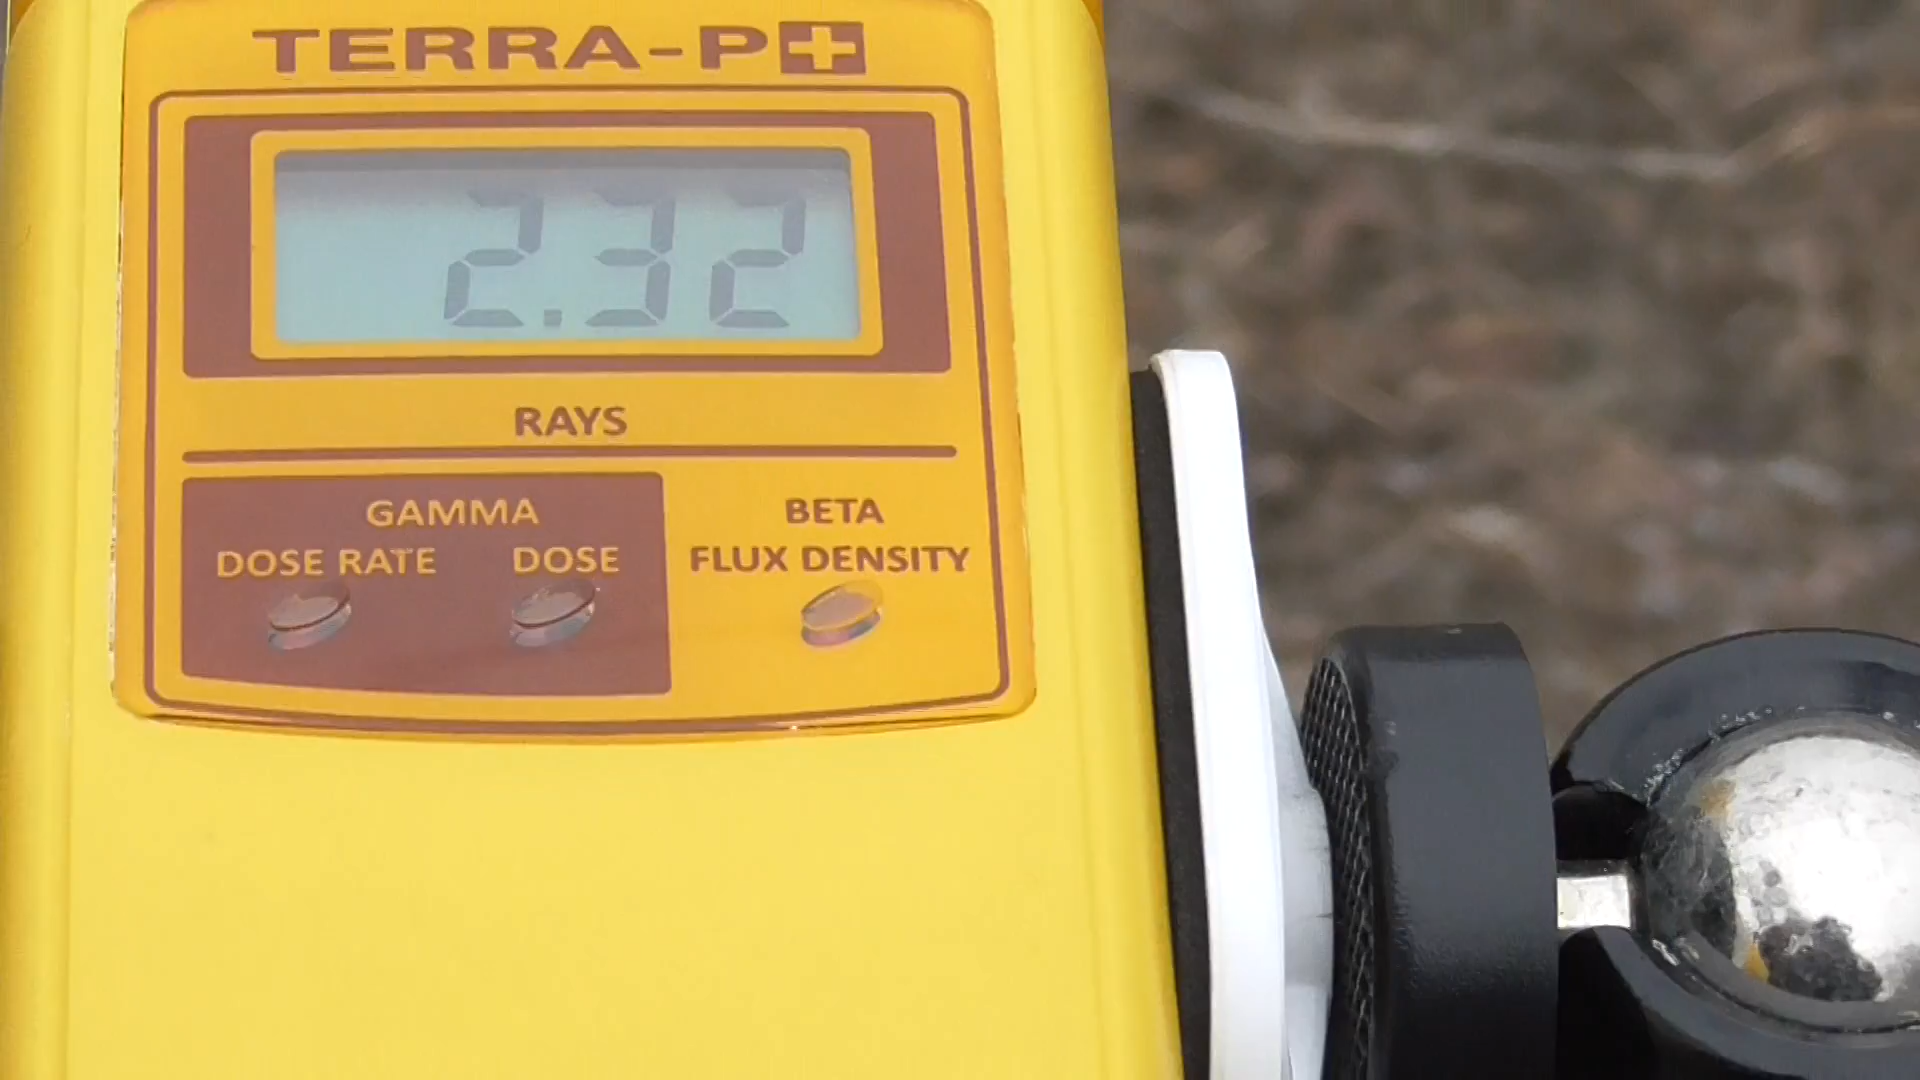 TERRA-P+
2.32
RAYS
GAMMA
DOSE RATE DOSE
BETA
FLUX DENSITY